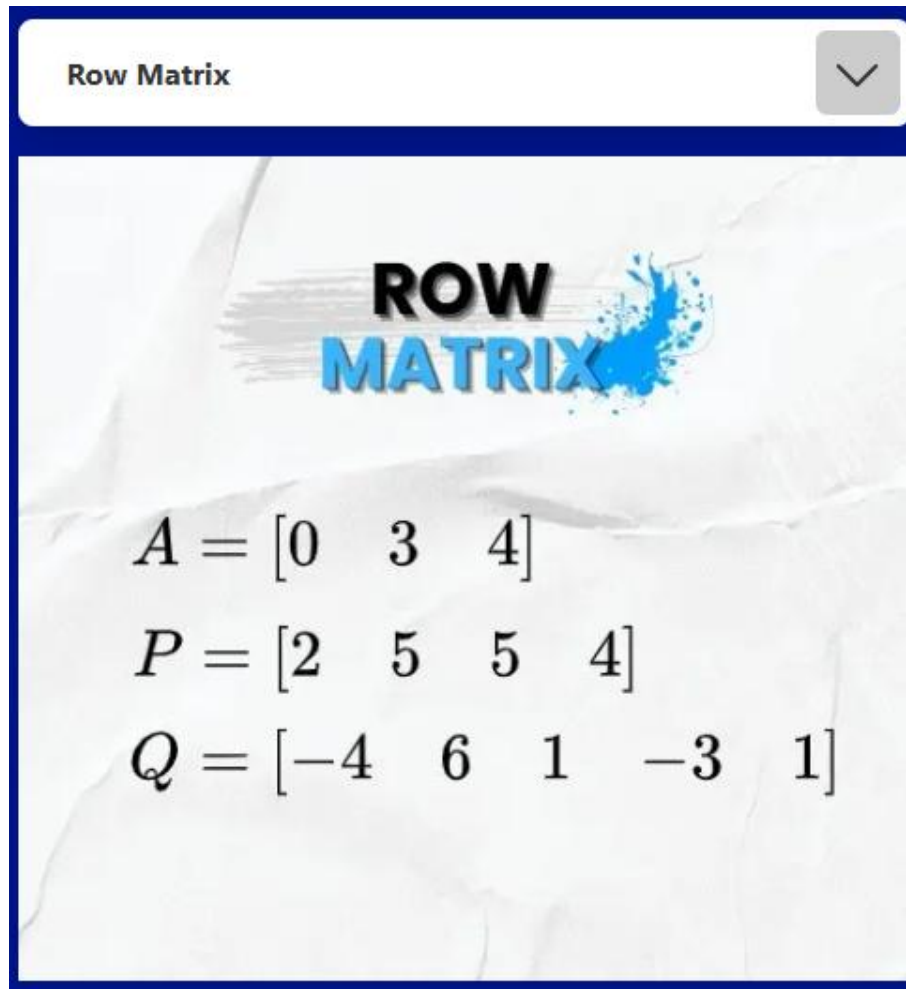 Row Matrix
ROW
MATRIX
A = [0 3 4]
P = [2 5 5 4]
Q = [−4 6 1 −3 1]